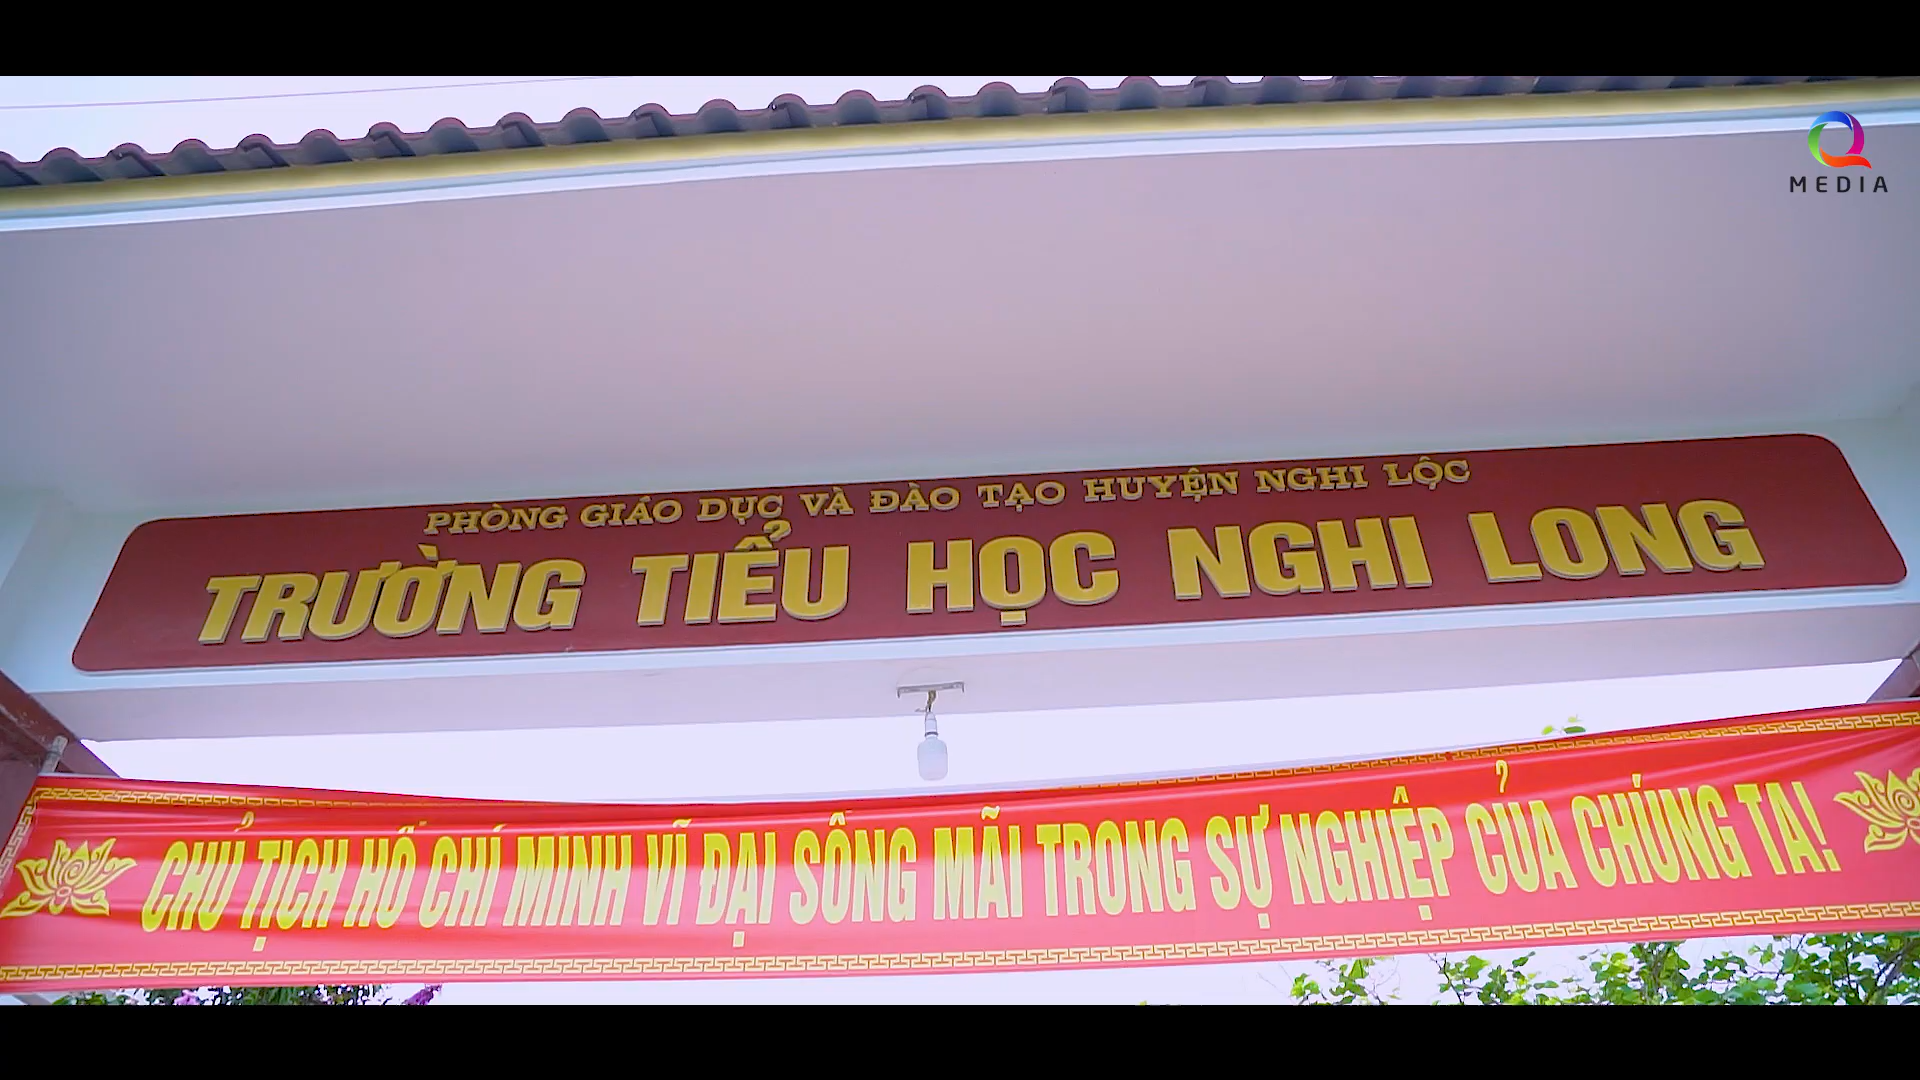 MEDIA
PHÒNG GIÁO DỤC VÀ ĐÀO TẠO HUYỆN NGHI LỘC
TRƯỜNG TIỂU HỌC NGHI LONG
CHỦ TỊCH HỒ CHÍ MINH VĨ ĐẠI SỐNG MÃI TRONG SỰ NGHIỆP CỦA CHÚNG TA!